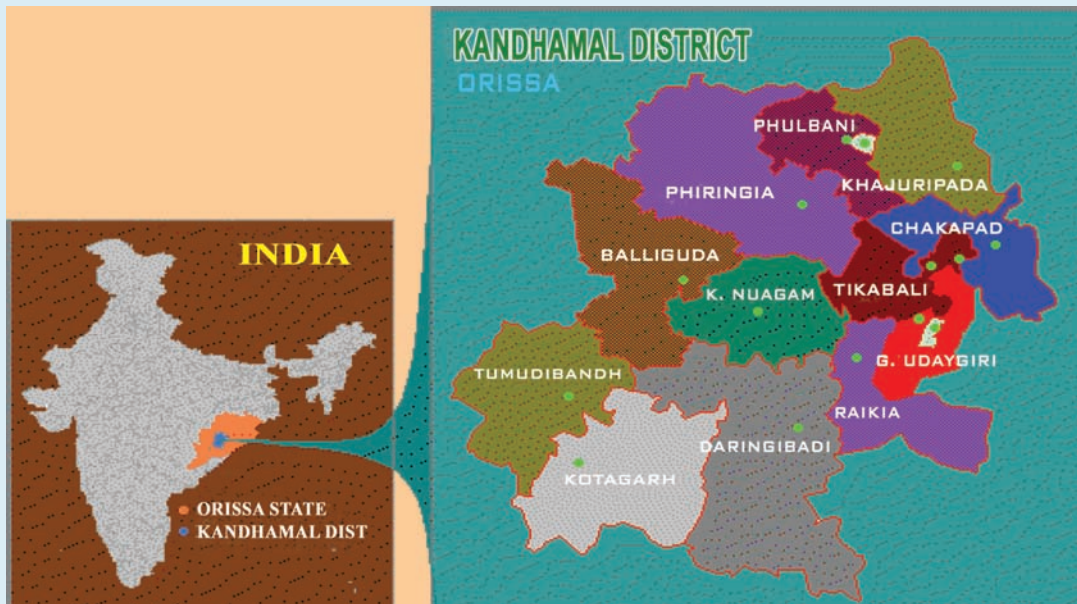 KANDHAMAL DISTRICT
ORISSA
PHULBANI
KHAJURIPADA
PHIRINGIA
CHAKAPAD
BALLIGUDA
TIKABALI
K. NUAGAM
G. UDAYGIRI
TUMUDIBANDH
RAIKIA
DARINGIBADI
KOTAGARH
INDIA
ORISSA STATE
KANDHAMAL DIST